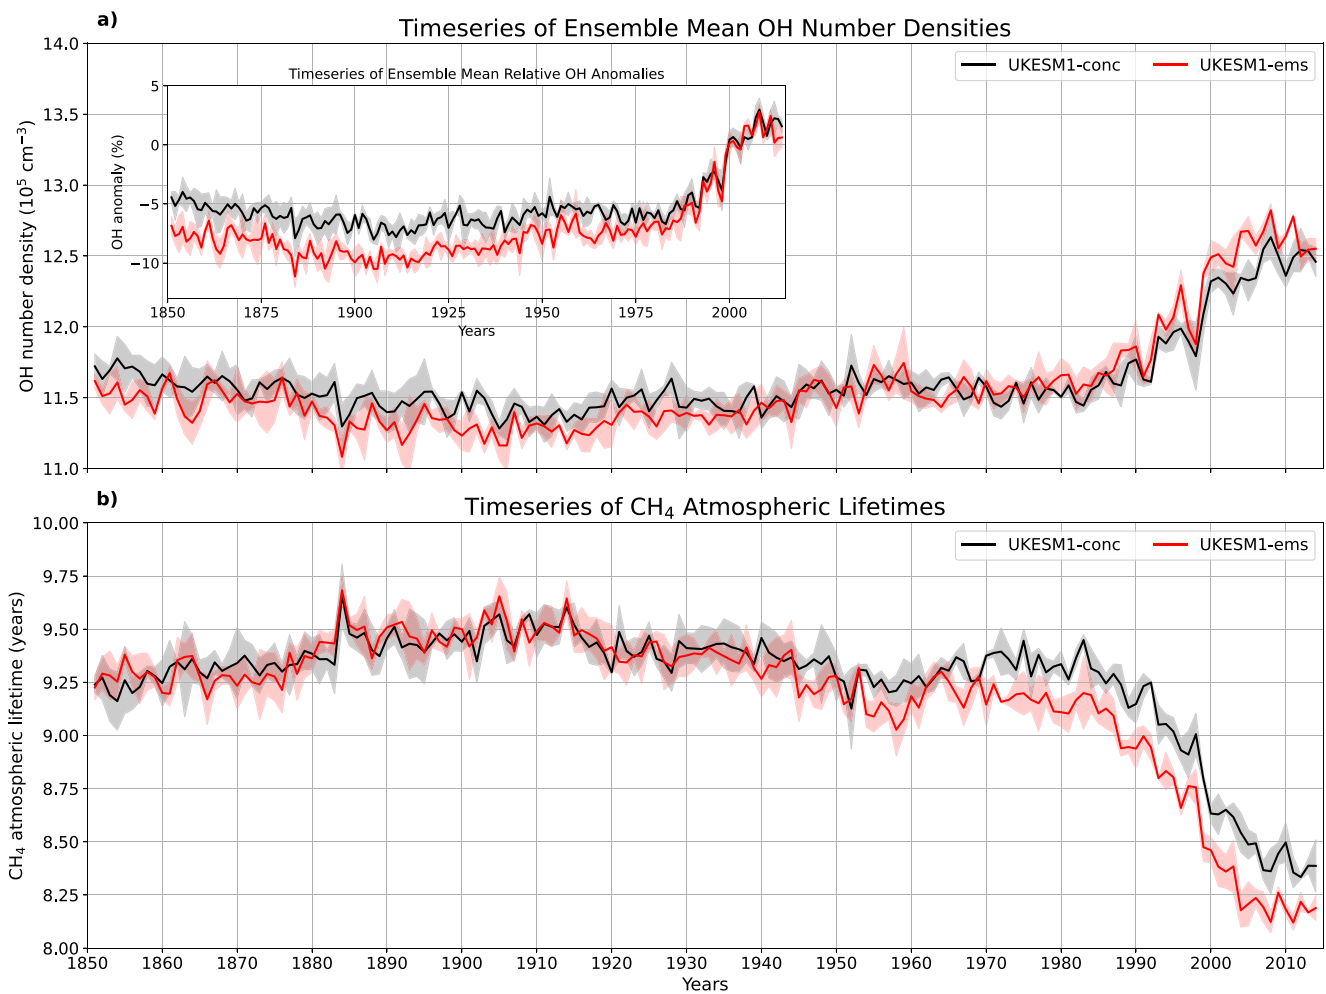 a)
Timeseries of Ensemble Mean OH Number Densities
UKESM1-conc
UKESM1-ems
OH number density (10⁵ cm⁻³)
14.0
13.5
13.0
12.5
12.0
11.5
11.0
Timeseries of Ensemble Mean Relative OH Anomalies
OH anomaly (%)
5
0
−5
−10
1850 1875 1900 1925 1950 1975 2000
Years
b)
Timeseries of CH₄ Atmospheric Lifetimes
UKESM1-conc
UKESM1-ems
CH₄ atmospheric lifetime (years)
10.00
9.75
9.50
9.25
9.00
8.75
8.50
8.25
8.00
1850 1860 1870 1880 1890 1900 1910 1920 1930 1940 1950 1960 1970 1980 1990 2000 2010
Years